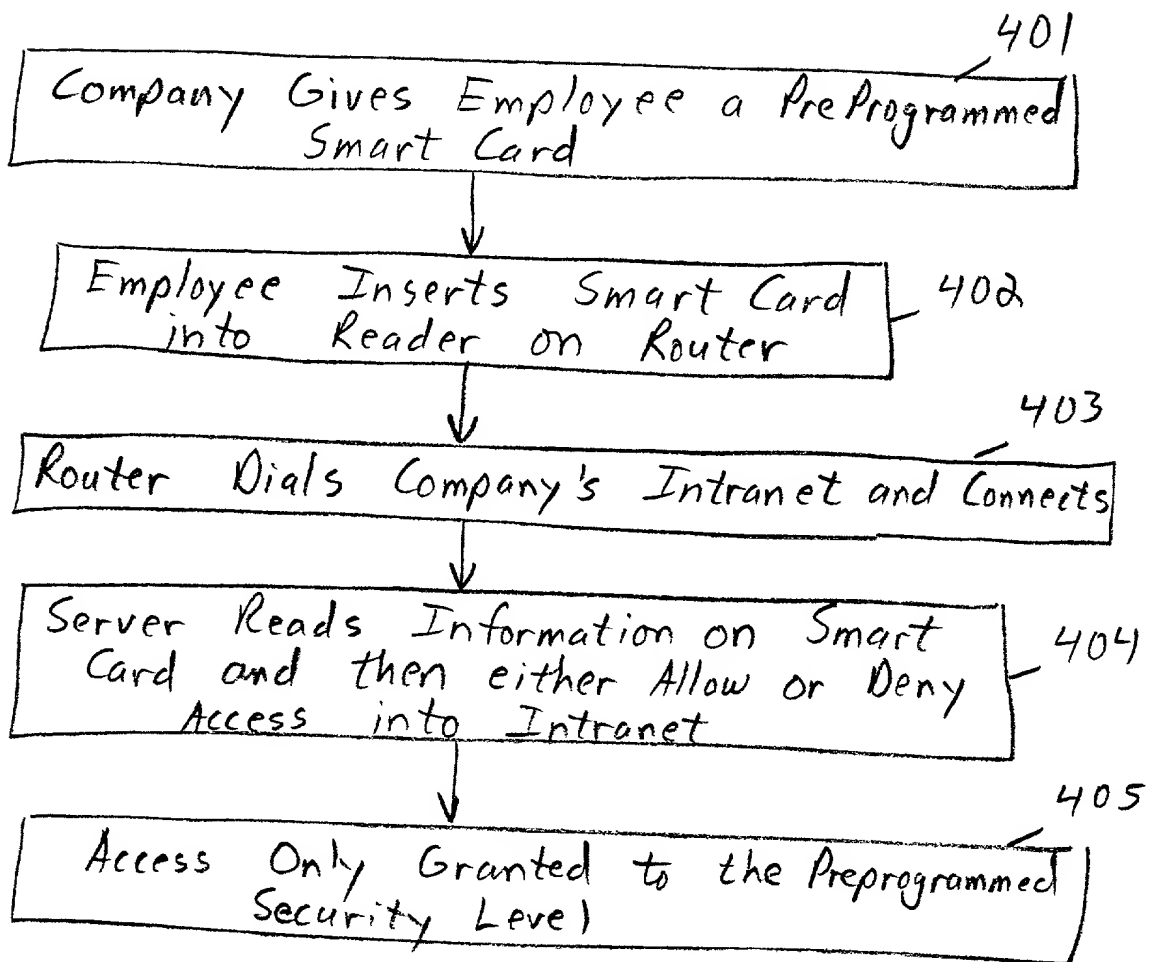 401
Company Gives Employee a PreProgrammed
Smart Card
Employee Inserts Smart Card
into Reader on Router
402
403
Router Dials Company's Intranet and Connects
Server Reads Information on Smart
Card and then either Allow or Deny
Access into Intranet
404
405
Access Only Granted to the Preprogrammed
Security Level